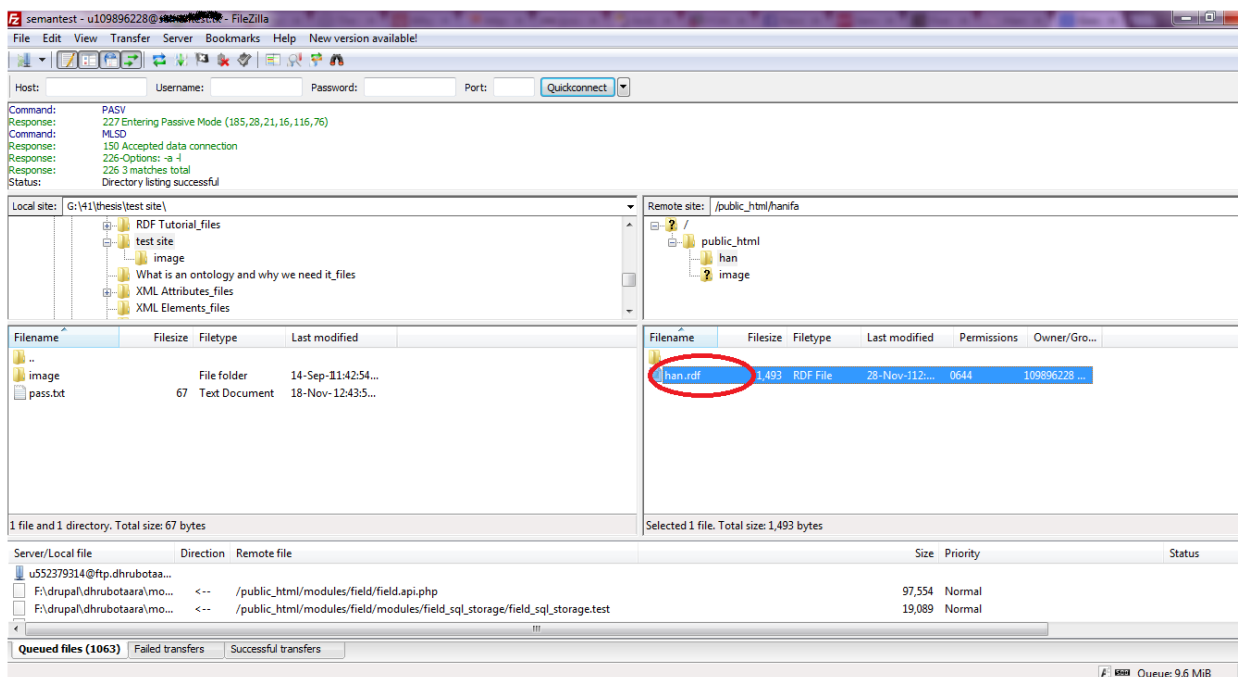 semantest - u109896228@ - FileZilla
File Edit View Transfer Server Bookmarks Help New version available!
Host: Username: Password: Port: Quickconnect
Command: PASV
Response: 227 Entering Passive Mode (185,28,21,16,116,76)
Command: MLSD
Response: 150 Accepted data connection
Response: 226-Options: -a -l
Response: 226 3 matches total
Status: Directory listing successful
Local site: G:\41\thesis\test site\
RDF Tutorial_files
test site
image
What is an ontology and why we need it_files
XML Attributes_files
XML Elements_files
Remote site: /public_html/hanifa
/
public_html
han
image
Filename Filesize Filetype Last modified
..
image File folder 14-Sep-11:42:54...
pass.txt 67 Text Document 18-Nov-12:43:5...
1 file and 1 directory. Total size: 67 bytes
Filename Filesize Filetype Last modified Permissions Owner/Gro...
han.rdf 1,493 RDF File 28-Nov-112:... 0644 109896228 ...
Selected 1 file. Total size: 1,493 bytes
Server/Local file Direction Remote file Size Priority Status
u552379314@ftp.dhrubotaa...
F:\drupal\dhrubotaara\mo... <-- /public_html/modules/field/field.api.php 97,554 Normal
F:\drupal\dhrubotaara\mo... <-- /public_html/modules/field/modules/field_sql_storage/field_sql_storage.test 19,089 Normal
Queued files (1063) Failed transfers Successful transfers
Queue: 9.6 MiB